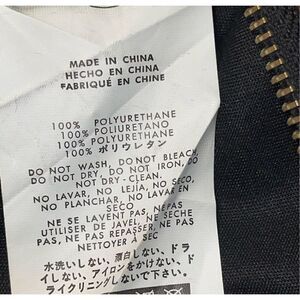 MADE IN CHINA
HECHO EN CHINA
FABRIQUÉ EN CHINE
100% POLYURETHANE
100% POLIURETANO
100% POLYURETHANE
100% ポリウレタン
DO NOT WASH, DO NOT BLEACH,
DO NOT DRY, DO NOT IRON, DO
NOT DRY-CLEAN.
NO LAVAR, NO LEJÍA, NO SECO,
NO PLANCHAR, NO LAVAR EN
SECO
NE SE LAVENT PAS, NEPAS
UTILISER DE JAVEL, NE SÈCHE
PAS, NE PAS REPASSER, NE PAS
NETTOYER À SEC
水洗いしない、漂白しない、ドラ
イしない、アイロンをかけない、ド
ライクリニングしないで下さい。